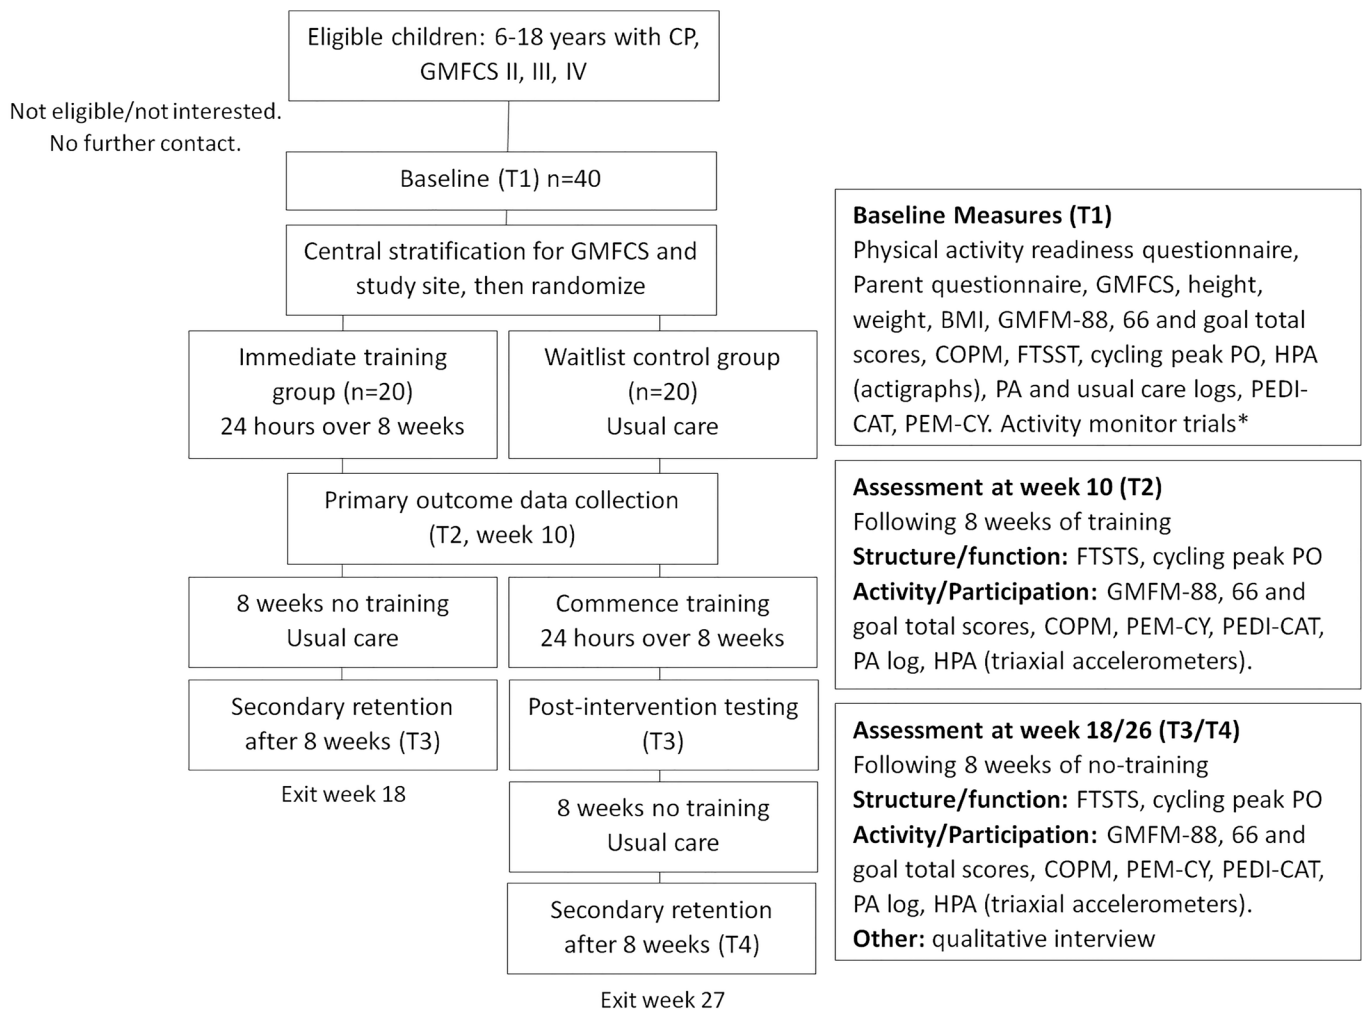 Eligible children: 6-18 years with CP,
GMFCS II, III, IV
Not eligible/not interested.
No further contact.
Baseline (T1) n=40
Central stratification for GMFCS and
study site, then randomize
Immediate training
group (n=20)
24 hours over 8 weeks
Waitlist control group
(n=20)
Usual care
Primary outcome data collection
(T2, week 10)
8 weeks no training
Usual care
Commence training
24 hours over 8 weeks
Secondary retention
after 8 weeks (T3)
Exit week 18
Post-intervention testing
(T3)
8 weeks no training
Usual care
Secondary retention
after 8 weeks (T4)
Exit week 27
Baseline Measures (T1)
Physical activity readiness questionnaire,
Parent questionnaire, GMFCS, height,
weight, BMI, GMFM-88, 66 and goal total
scores, COPM, FTSST, cycling peak PO, HPA
(actigraphs), PA and usual care logs, PEDI-
CAT, PEM-CY. Activity monitor trials*
Assessment at week 10 (T2)
Following 8 weeks of training
Structure/function: FTSTS, cycling peak PO
Activity/Participation: GMFM-88, 66 and
goal total scores, COPM, PEM-CY, PEDI-CAT,
PA log, HPA (triaxial accelerometers).
Assessment at week 18/26 (T3/T4)
Following 8 weeks of no-training
Structure/function: FTSTS, cycling peak PO
Activity/Participation: GMFM-88, 66 and
goal total scores, COPM, PEM-CY, PEDI-CAT,
PA log, HPA (triaxial accelerometers).
Other: qualitative interview